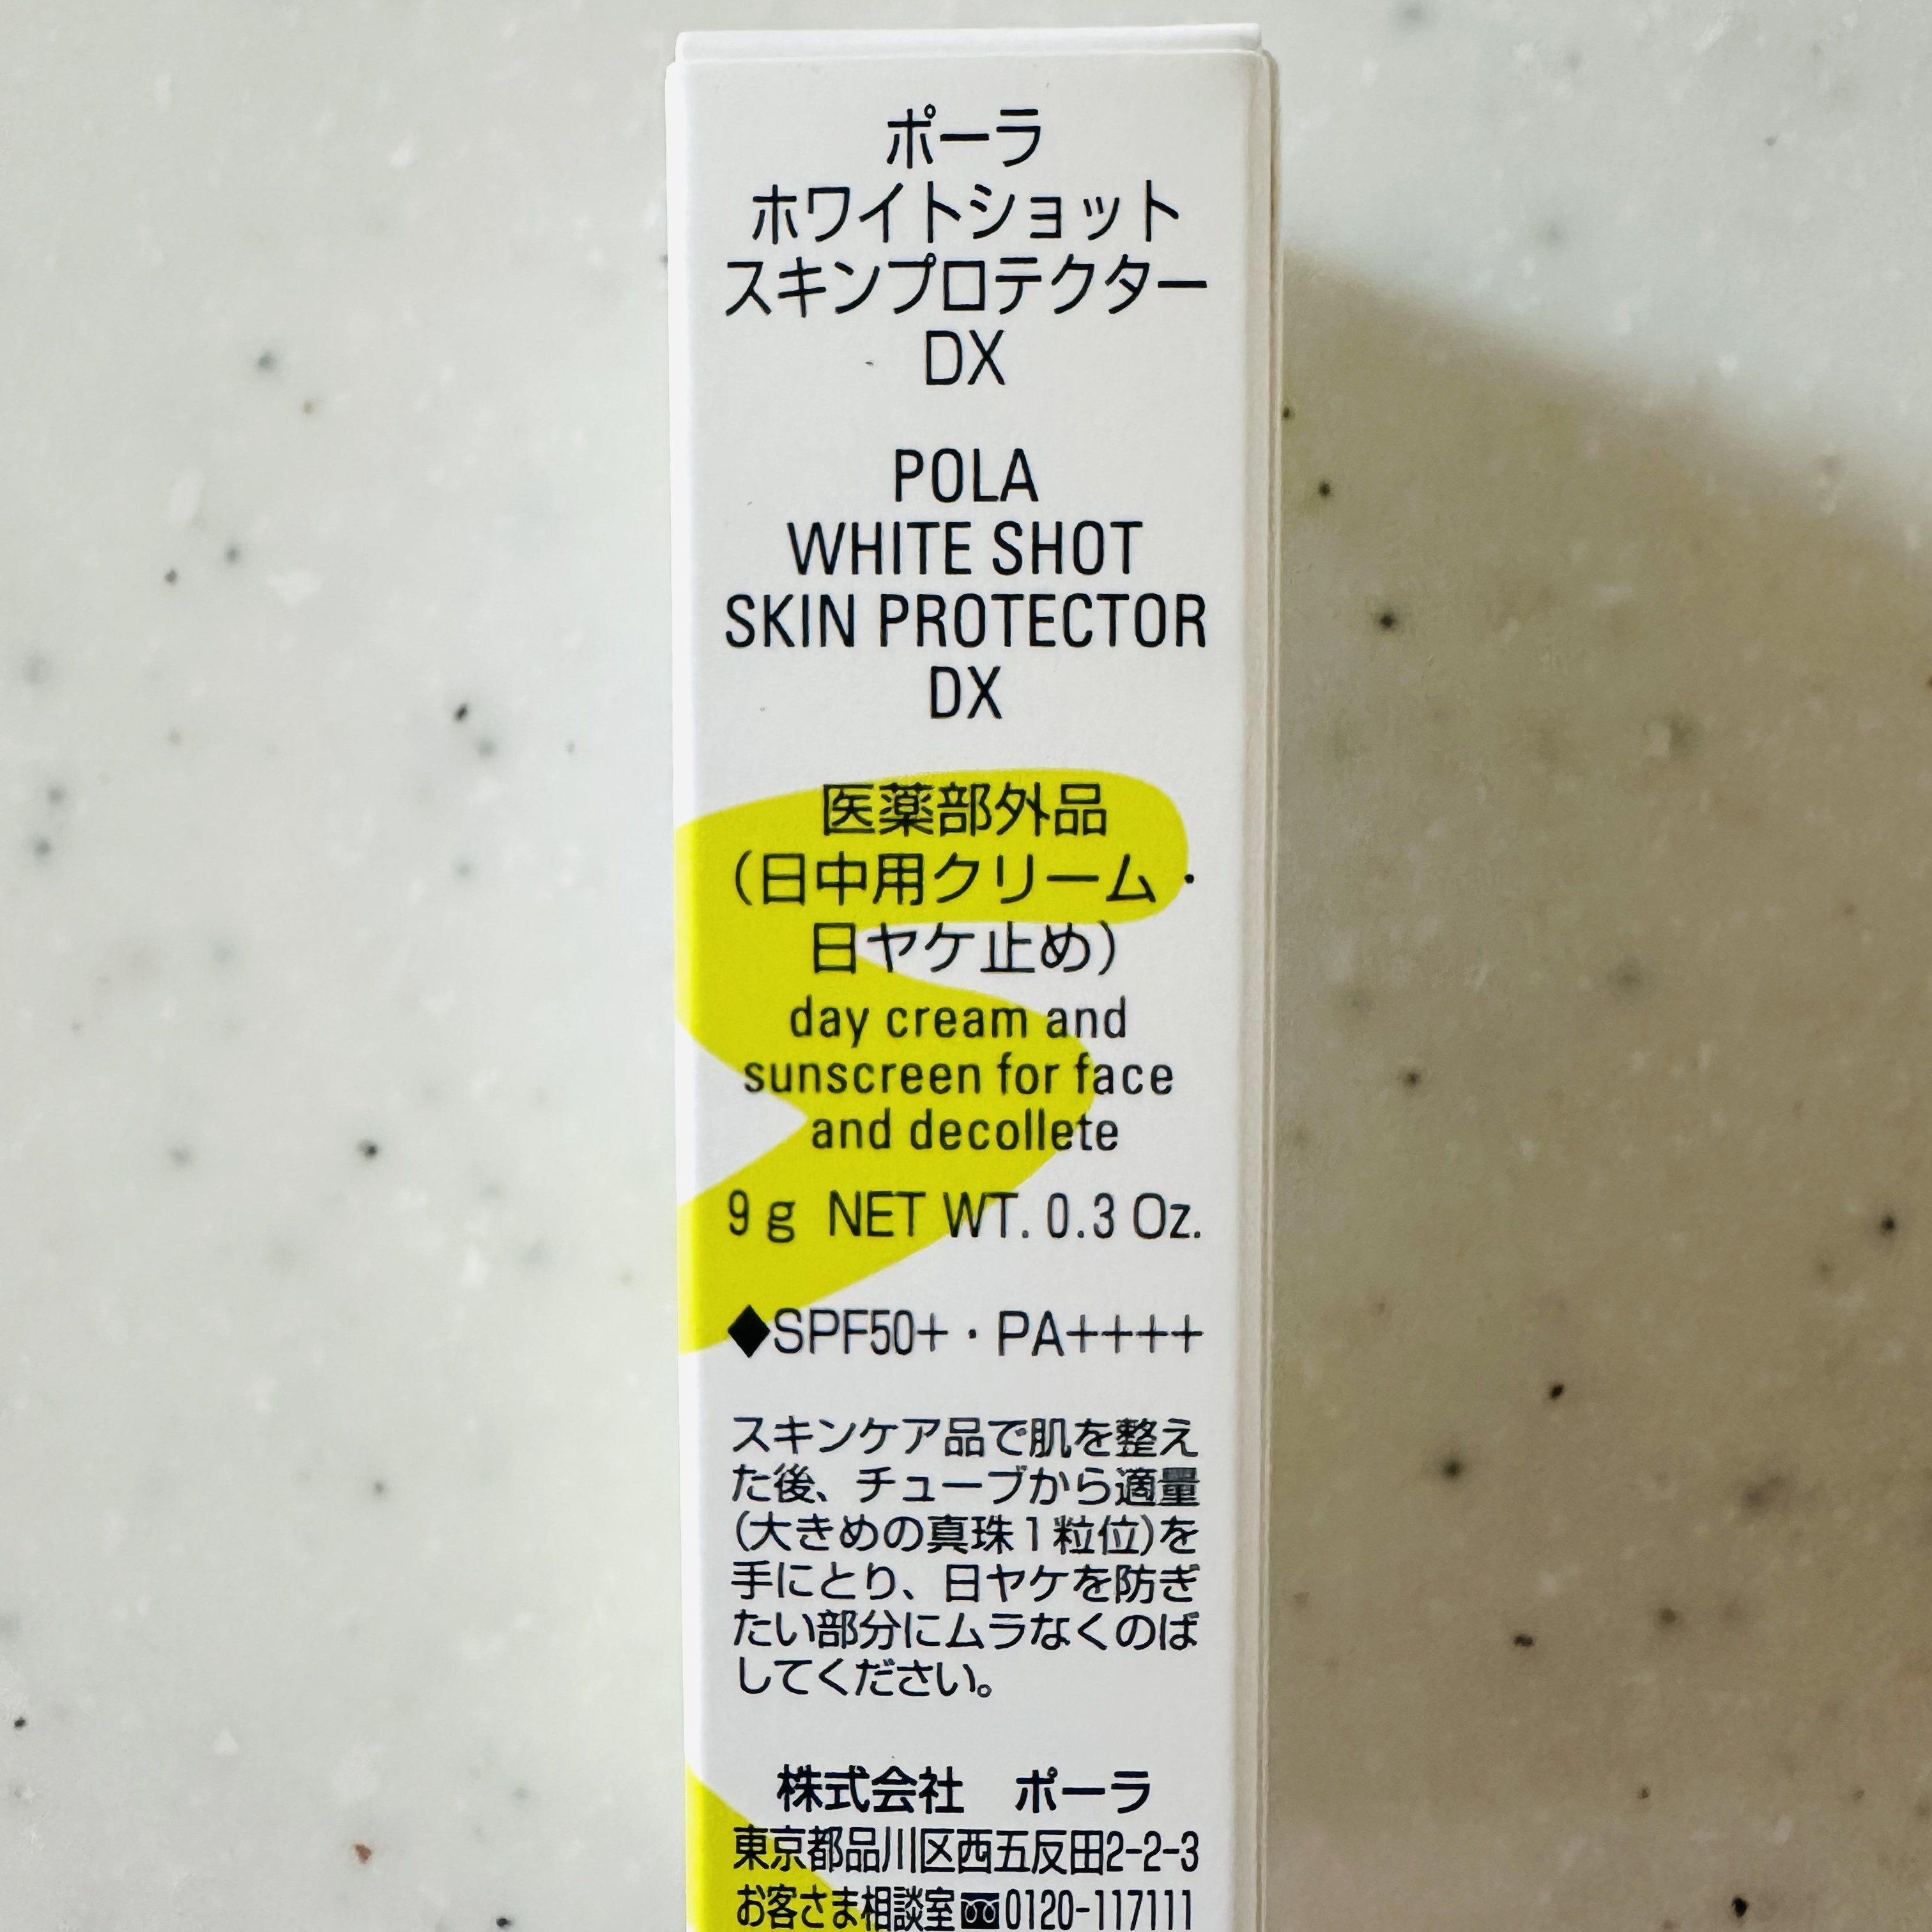 ポーラ
ホワイトショット
スキンプロテクター
DX
POLA
WHITE SHOT
SKIN PROTECTOR
DX
医薬部外品
（日中用クリーム・
日ヤケ止め）
day cream and
sunscreen for face
and decollete
9 g NET WT. 0.3 Oz.
◆SPF50+・PA++++
スキンケア品で肌を整え
た後、チューブから適量
(大きめの真珠1粒位)を
手にとり、日ヤケを防ぎ
たい部分にムラなくのば
してください。
株式会社　ポーラ
東京都品川区西五反田2-2-3
お客さま相談室0120-117111